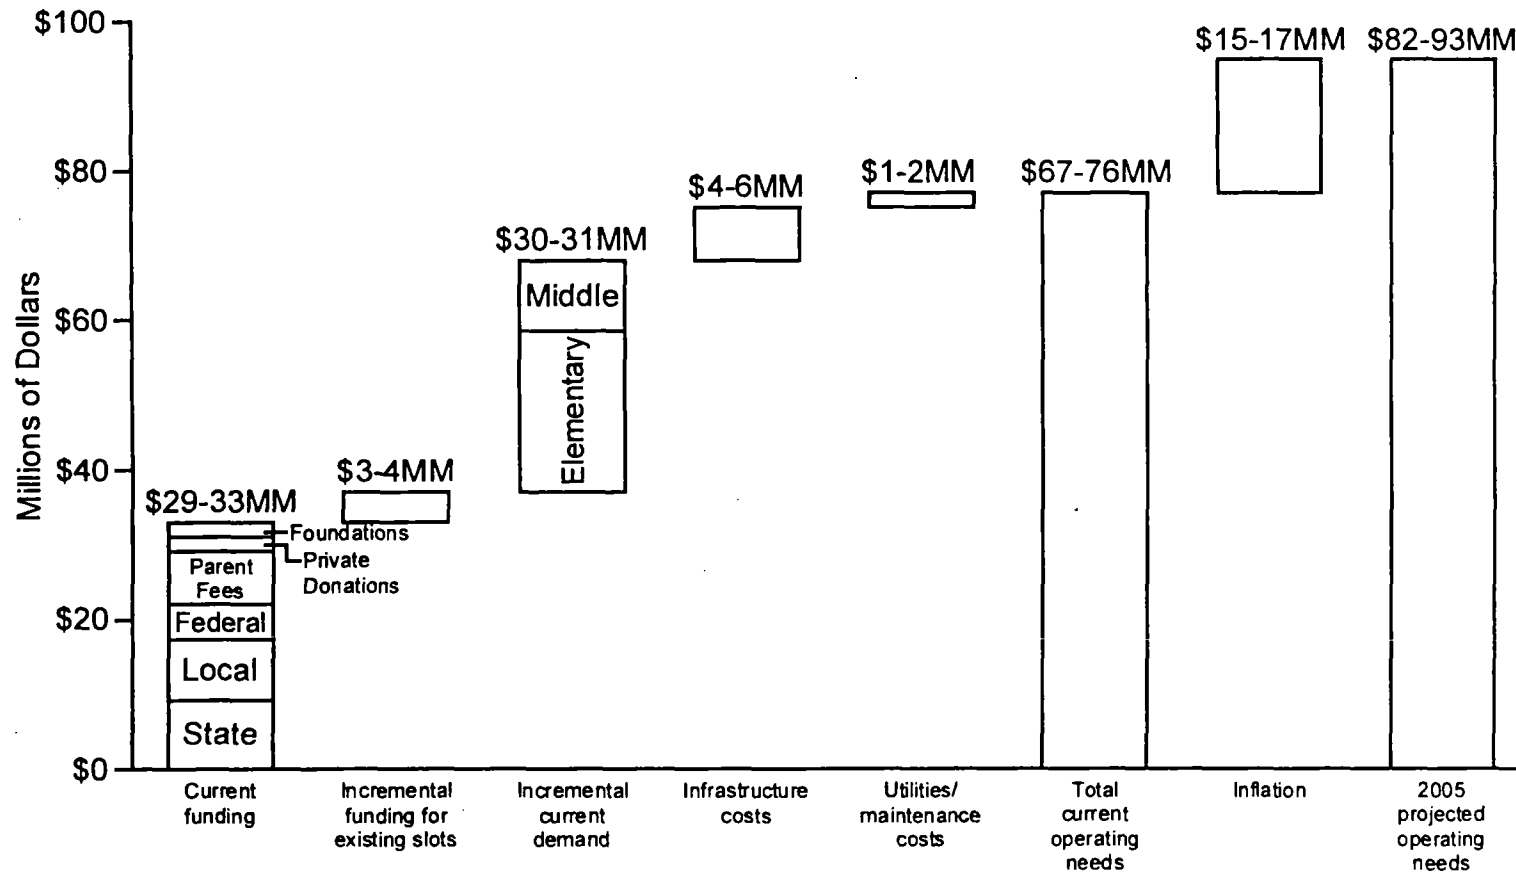 $100
$80
$60
$40
$20
$0
Millions of Dollars
$29-33MM
Foundations
Private
Donations
Parent
Fees
Federal
Local
State
$3-4MM
$30-31MM
Middle
Elementary
$4-6MM
$1-2MM
$67-76MM
$15-17MM
$82-93MM
Current
funding
Incremental
funding for
existing slots
Incremental
current
demand
Infrastructure
costs
Utilities/
maintenance
costs
Total
current
operating
needs
Inflation
2005
projected
operating
needs